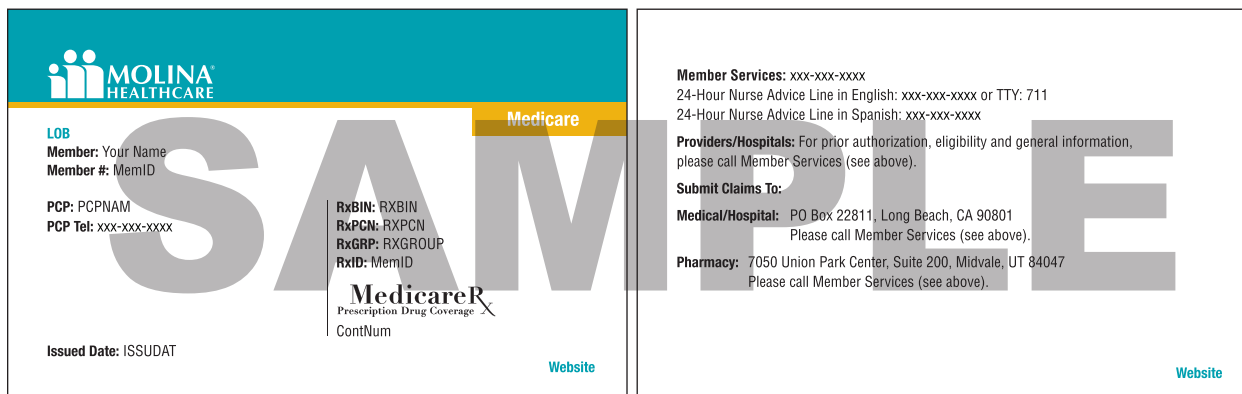 MOLINA®
HEALTHCARE
Medicare
LOB
Member: Your Name
Member #: MemID
PCP: PCPNAM
PCP Tel: xxx-xxx-xxxx
RxBIN: RXBIN
RxPCN: RXPCN
RxGRP: RXGROUP
RxID: MemID
MedicareRx
Prescription Drug Coverage
ContNum
Issued Date: ISSUDAT
Website
Member Services: xxx-xxx-xxxx
24-Hour Nurse Advice Line in English: xxx-xxx-xxxx or TTY: 711
24-Hour Nurse Advice Line in Spanish: xxx-xxx-xxxx
Providers/Hospitals: For prior authorization, eligibility and general information,
please call Member Services (see above).
Submit Claims To:
Medical/Hospital: PO Box 22811, Long Beach, CA 90801
Please call Member Services (see above).
Pharmacy: 7050 Union Park Center, Suite 200, Midvale, UT 84047
Please call Member Services (see above).
Website
SAMPLE